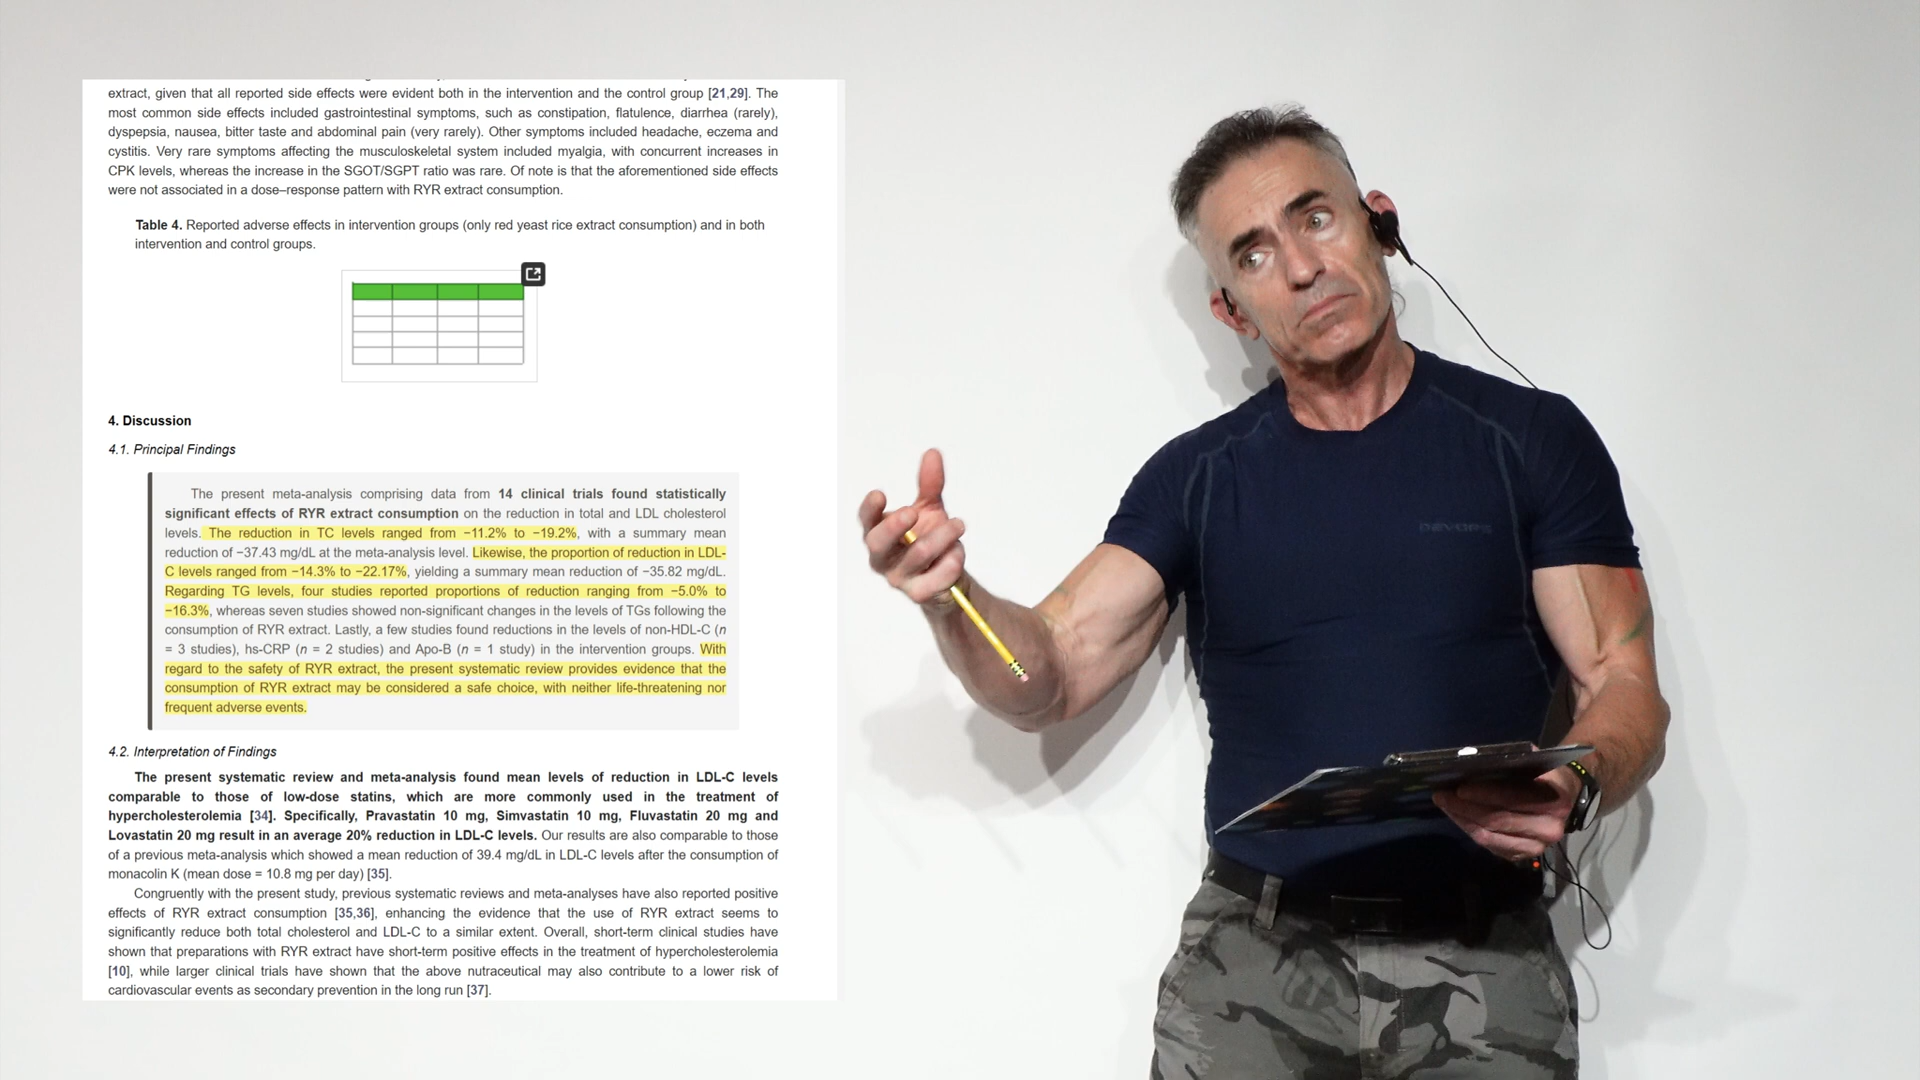 extract, given that all reported side effects were evident both in the intervention and the control group [21,29]. The
most common side effects included gastrointestinal symptoms, such as constipation, flatulence, diarrhea (rarely),
dyspepsia, nausea, bitter taste and abdominal pain (very rarely). Other symptoms included headache, eczema and
cystitis. Very rare symptoms affecting the musculoskeletal system included myalgia, with concurrent increases in
CPK levels, whereas the increase in the SGOT/SGPT ratio was rare. Of note is that the aforementioned side effects
were not associated in a dose–response pattern with RYR extract consumption.
Table 4. Reported adverse effects in intervention groups (only red yeast rice extract consumption) and in both
intervention and control groups.
4. Discussion
4.1. Principal Findings
The present meta-analysis comprising data from 14 clinical trials found statistically
significant effects of RYR extract consumption on the reduction in total and LDL cholesterol
levels. The reduction in TC levels ranged from −11.2% to −19.2%, with a summary mean
reduction of −37.43 mg/dL at the meta-analysis level. Likewise, the proportion of reduction in LDL-
C levels ranged from −14.3% to −22.17%, yielding a summary mean reduction of −35.82 mg/dL.
Regarding TG levels, four studies reported proportions of reduction ranging from −5.0% to
−16.3%, whereas seven studies showed non-significant changes in the levels of TGs following the
consumption of RYR extract. Lastly, a few studies found reductions in the levels of non-HDL-C (n
= 3 studies), hs-CRP (n = 2 studies) and Apo-B (n = 1 study) in the intervention groups. With
regard to the safety of RYR extract, the present systematic review provides evidence that the
consumption of RYR extract may be considered a safe choice, with neither life-threatening nor
frequent adverse events.
4.2. Interpretation of Findings
The present systematic review and meta-analysis found mean levels of reduction in LDL-C levels
comparable to those of low-dose statins, which are more commonly used in the treatment of
hypercholesterolemia [34]. Specifically, Pravastatin 10 mg, Simvastatin 10 mg, Fluvastatin 20 mg and
Lovastatin 20 mg result in an average 20% reduction in LDL-C levels. Our results are also comparable to those
of a previous meta-analysis which showed a mean reduction of 39.4 mg/dL in LDL-C levels after the consumption of
monacolin K (mean dose = 10.8 mg per day) [35].
Congruently with the present study, previous systematic reviews and meta-analyses have also reported positive
effects of RYR extract consumption [35,36], enhancing the evidence that the use of RYR extract seems to
significantly reduce both total cholesterol and LDL-C to a similar extent. Overall, short-term clinical studies have
shown that preparations with RYR extract have short-term positive effects in the treatment of hypercholesterolemia
[10], while larger clinical trials have shown that the above nutraceutical may also contribute to a lower risk of
cardiovascular events as secondary prevention in the long run [37].
DEVOPS